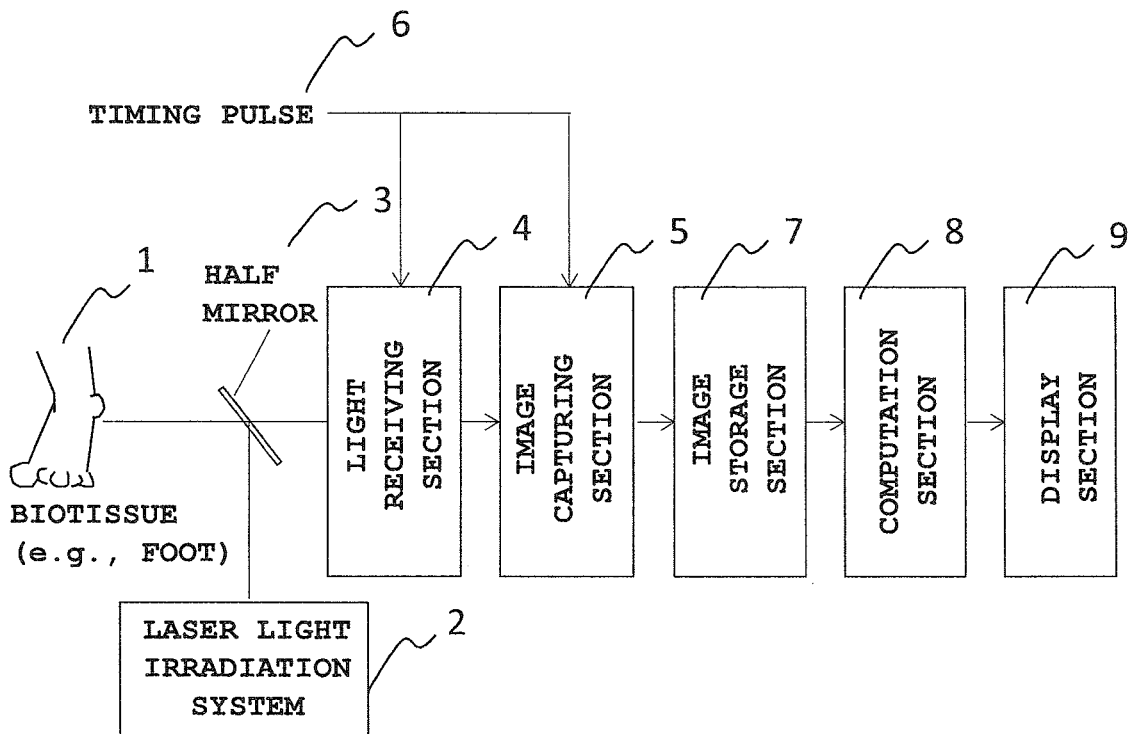 6
TIMING PULSE
3
HALF
MIRROR
1
BIOTISSUE
(e.g., FOOT)
4
LIGHT
RECEIVING
SECTION
5
IMAGE
CAPTURING
SECTION
7
IMAGE
STORAGE
SECTION
8
COMPUTATION
SECTION
9
DISPLAY
SECTION
LASER LIGHT
IRRADIATION
SYSTEM
2